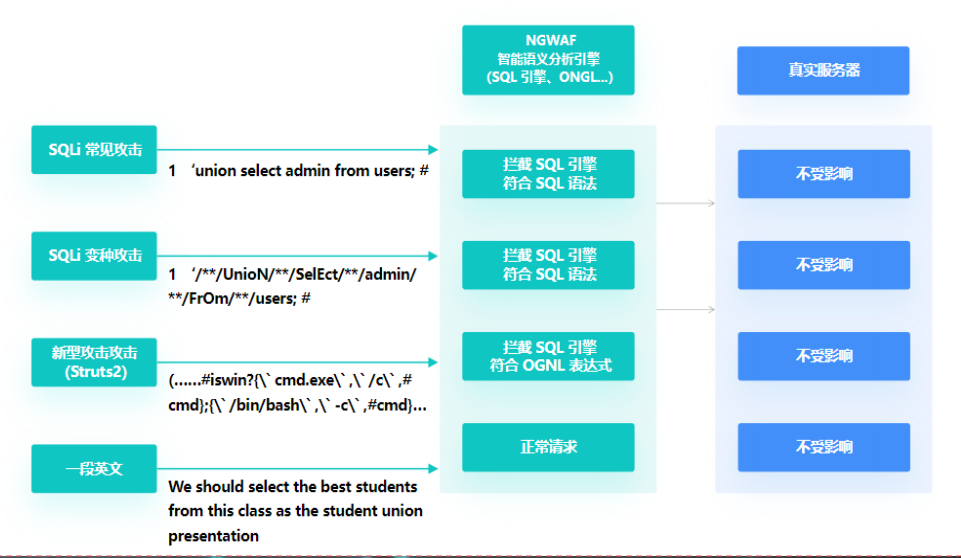 NGWAF
智能语义分析引擎
(SQL 引擎、ONGL...)
真实服务器
SQLi 常见攻击
1 ‘union select admin from users; #
拦截 SQL 引擎
符合 SQL 语法
不受影响
SQLi 变种攻击
1 ‘/**/UnioN/**/SelEct/**/admin/
**/FrOm/**/users; #
拦截 SQL 引擎
符合 SQL 语法
不受影响
新型攻击攻击
(Struts2)
(......#iswin?{\`cmd.exe\`,\`/c\`,#
cmd};{\`/bin/bash\`,\`-c\`,#cmd}...
拦截 SQL 引擎
符合 OGNL 表达式
不受影响
一段英文
We should select the best students
from this class as the student union
presentation
正常请求
不受影响